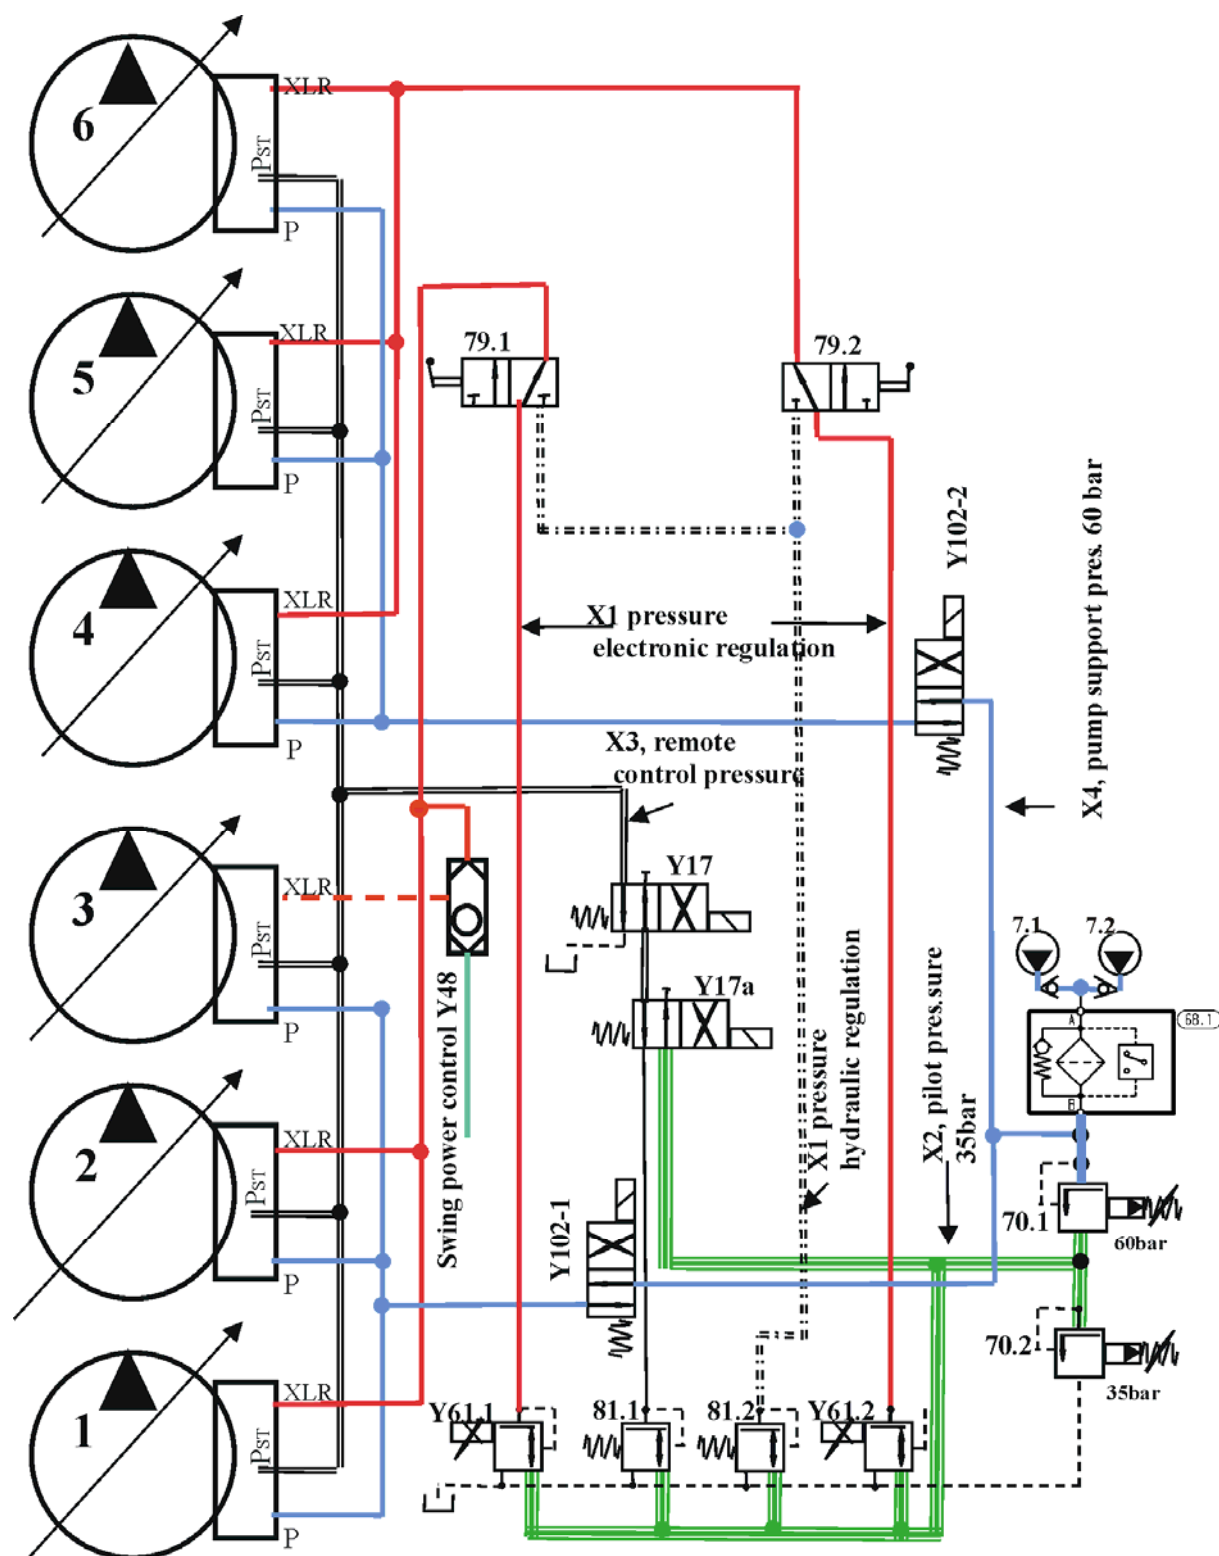 XLR
6
PST
P
XLR
5
PST
P
79.1
79.2
XLR
4
PST
P
X1 pressure
electronic regulation
Y102-2
X4, pump support pres. 60 bar
X3, remote
control pressure
XLR
3
PST
P
Y17
Y17a
Swing power control Y48
X1 pressure
hydraulic regulation
X2, pilot pres.sure
35bar
7.1
7.2
A
68.1
B
XLR
2
PST
P
Y102-1
70.1
60bar
70.2
35bar
XLR
1
PST
P
Y61.1
81.1
81.2
Y61.2